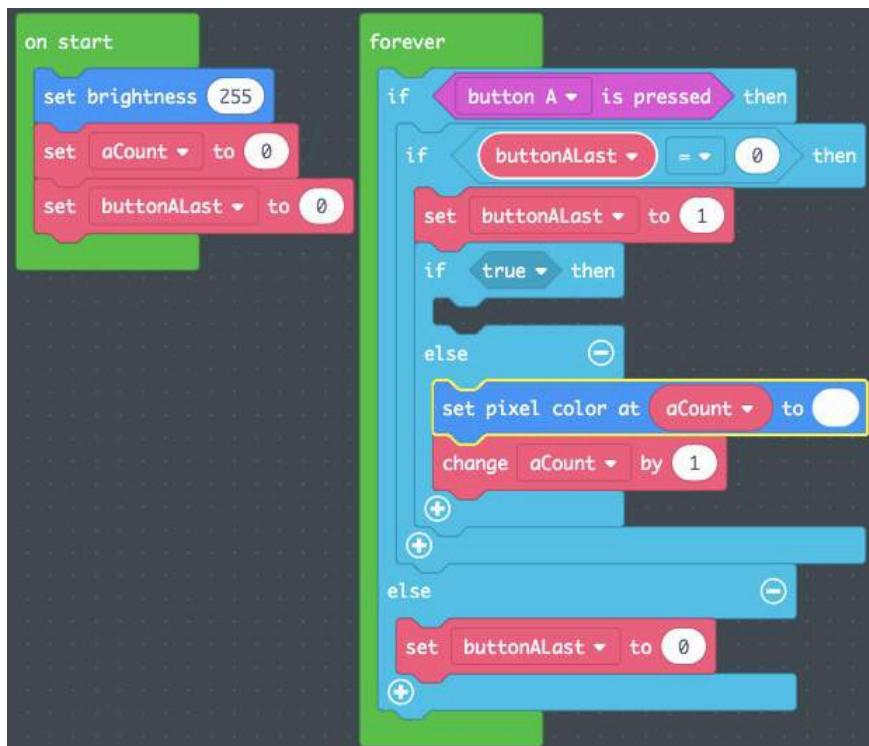 on start
set brightness 255
set aCount to 0
set buttonALast to 0
forever
if button A is pressed then
if buttonALast = 0 then
set buttonALast to 1
if true then
else
set pixel color at aCount to
change aCount by 1
else
set buttonALast to 0